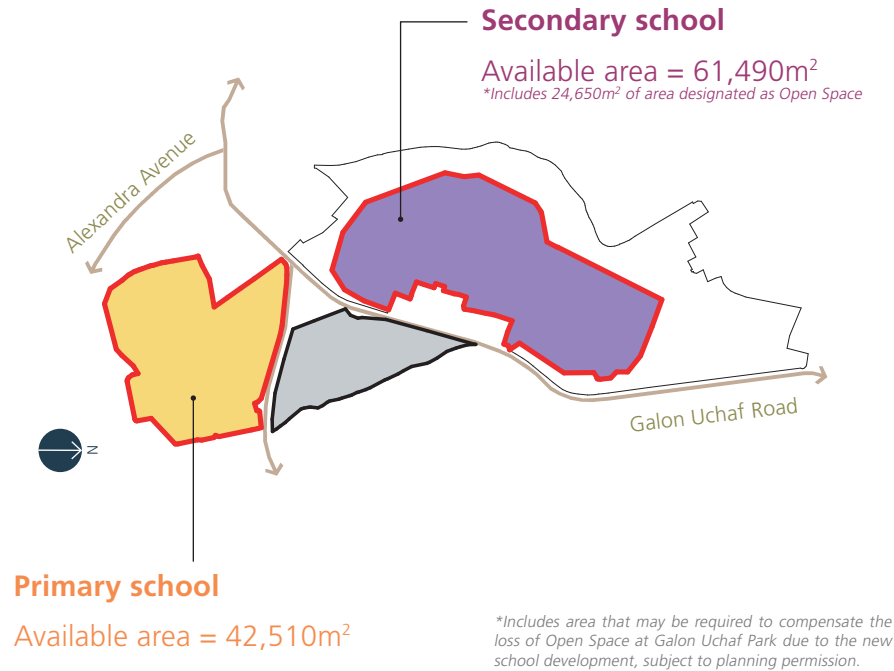 Secondary school
Available area = 61,490m²
*Includes 24,650m² of area designated as Open Space
Alexandra Avenue
Galon Uchaf Road
N
Primary school
Available area = 42,510m²
*Includes area that may be required to compensate the
loss of Open Space at Galon Uchaf Park due to the new
school development, subject to planning permission.